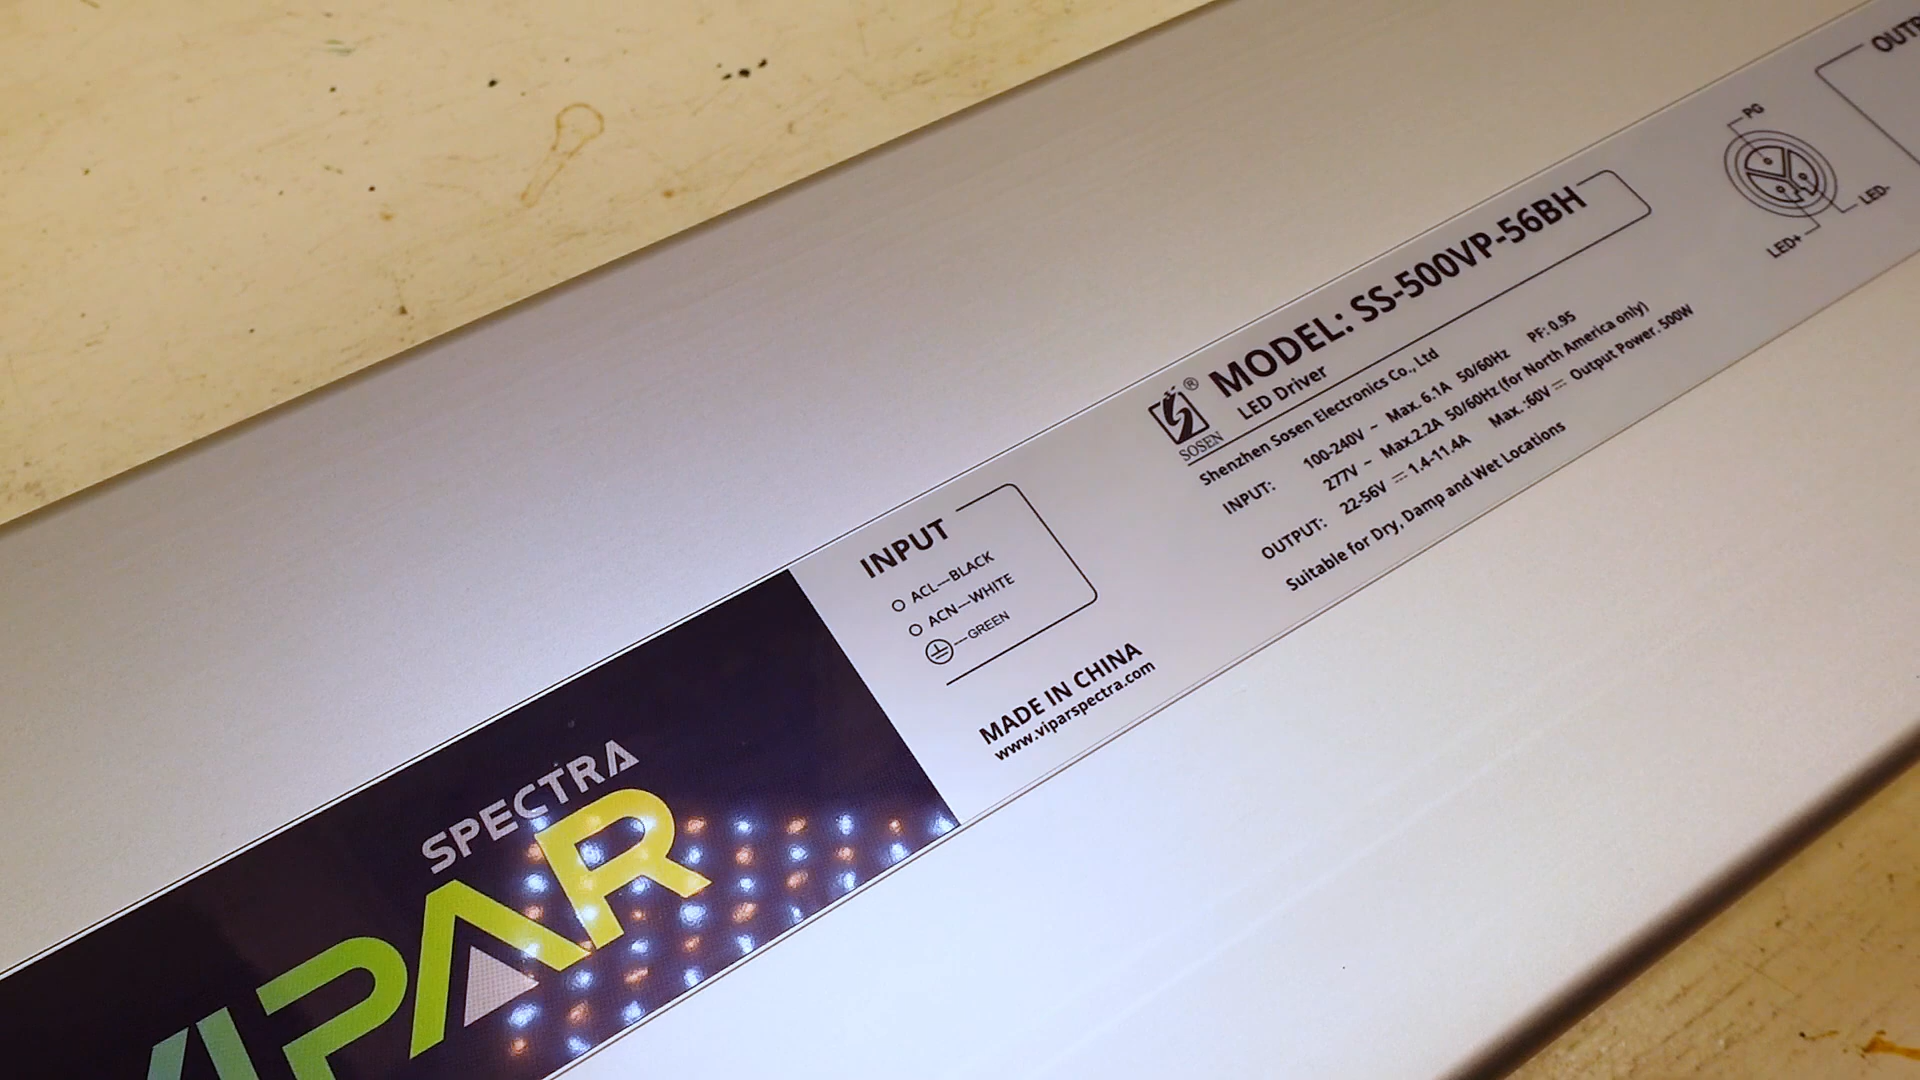 SPECTRA
VIPAR
INPUT
ACL—BLACK
ACN—WHITE
—GREEN
MADE IN CHINA
www.viparspectra.com
SOSEN ®
MODEL: SS-500VP-56BH
LED Driver
Shenzhen Sosen Electronics Co., Ltd
INPUT: 100-240V ~ Max. 6.1A 50/60Hz PF: 0.95
277V ~ Max.2.2A 50/60Hz (for North America only)
OUTPUT: 22-56V ⎓ 1.4-11.4A Max. :60V ⎓ Output Power. 500W
Suitable for Dry, Damp and Wet Locations
PG
LED-
LED+